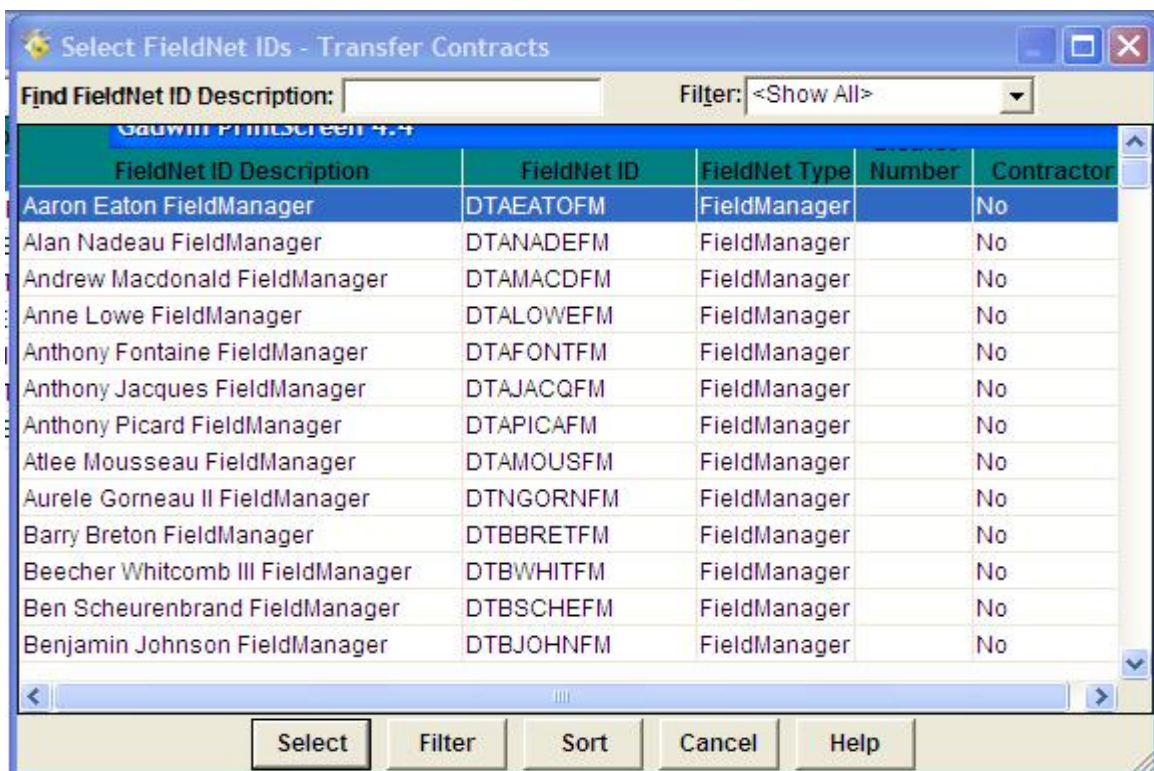 Select FieldNet IDs - Transfer Contracts
Find FieldNet ID Description: Filter: <Show All>
Gadwin PrintScreen 4.4
FieldNet ID Description FieldNet ID FieldNet Type Number Contractor
Aaron Eaton FieldManager DTAEATOFM FieldManager No
Alan Nadeau FieldManager DTANADEFM FieldManager No
Andrew Macdonald FieldManager DTAMACDFM FieldManager No
Anne Lowe FieldManager DTALOWEFM FieldManager No
Anthony Fontaine FieldManager DTAFONTFM FieldManager No
Anthony Jacques FieldManager DTAJACQFM FieldManager No
Anthony Picard FieldManager DTAPICAFM FieldManager No
Atlee Mousseau FieldManager DTAMOUSFM FieldManager No
Aurele Gorneau II FieldManager DTNGORNFM FieldManager No
Barry Breton FieldManager DTBBRETFM FieldManager No
Beecher Whitcomb III FieldManager DTBWHITFM FieldManager No
Ben Scheurenbrand FieldManager DTBSCHEFM FieldManager No
Benjamin Johnson FieldManager DTBJOHNFM FieldManager No
Select Filter Sort Cancel Help